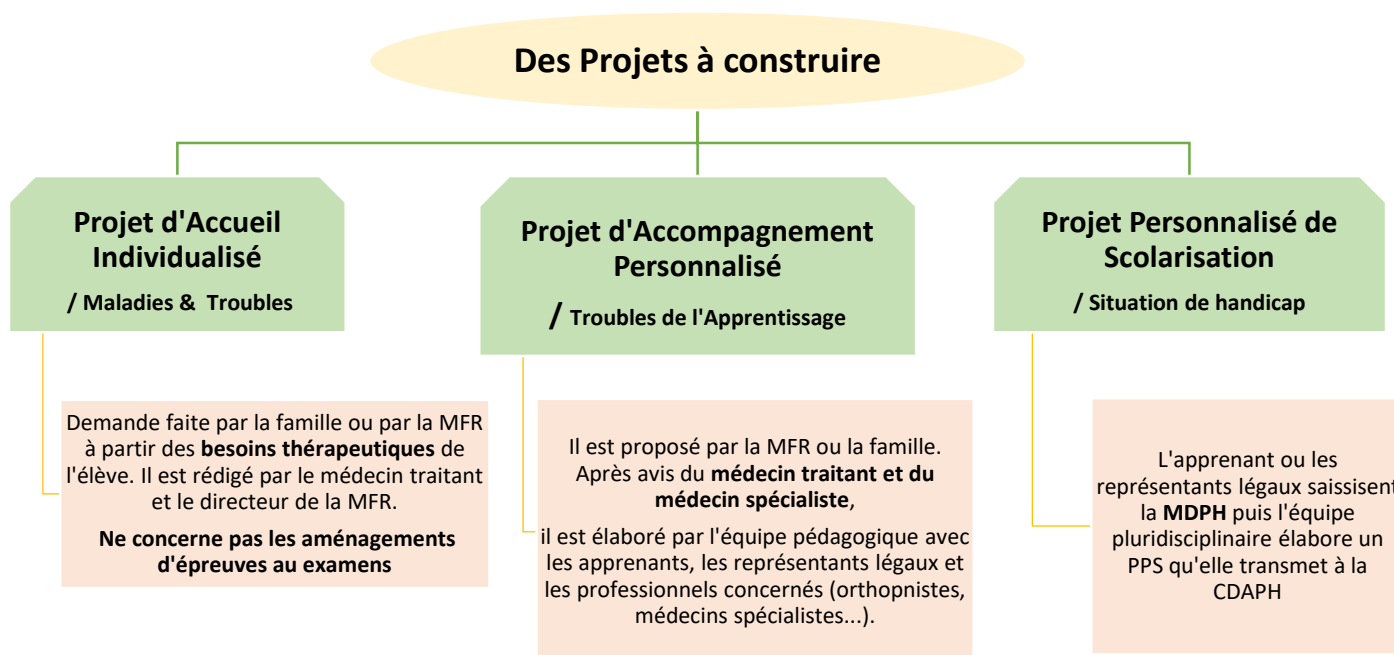 Des Projets à construire
Projet d'Accueil
Individualisé
/ Maladies & Troubles
Demande faite par la famille ou par la MFR
à partir des besoins thérapeutiques de
l'élève. Il est rédigé par le médecin traitant
et le directeur de la MFR.
Ne concerne pas les aménagements
d'épreuves au examens
Projet d'Accompagnement
Personnalisé
/ Troubles de l'Apprentissage
Il est proposé par la MFR ou la famille.
Après avis du médecin traitant et du
médecin spécialiste,
il est élaboré par l'équipe pédagogique avec
les apprenants, les représentants légaux et
les professionnels concernés (orthopnistes,
médecins spécialistes...).
Projet Personnalisé de
Scolarisation
/ Situation de handicap
L'apprenant ou les
représentants légaux saissisent
la MDPH puis l'équipe
pluridisciplinaire élabore un
PPS qu'elle transmet à la
CDAPH